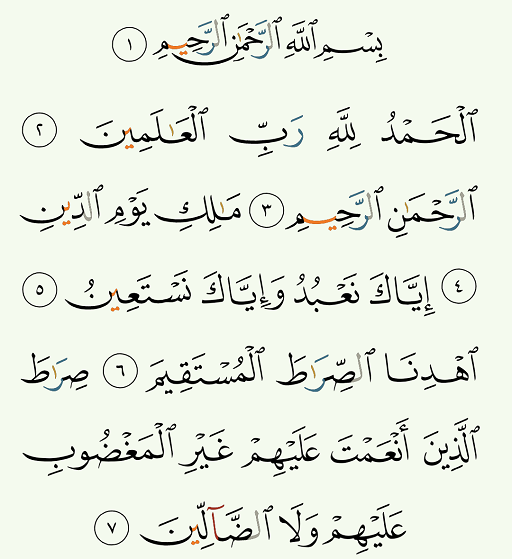 بِسْمِ ٱللَّهِ ٱلرَّحْمَٰنِ ٱلرَّحِيمِ ١
ٱلْحَمْدُ لِلَّهِ رَبِّ ٱلْعَٰلَمِينَ ٢
ٱلرَّحْمَٰنِ ٱلرَّحِيمِ ٣ مَٰلِكِ يَوْمِ ٱلدِّينِ
٤ إِيَّاكَ نَعْبُدُ وَإِيَّاكَ نَسْتَعِينُ ٥
ٱهْدِنَا ٱلصِّرَٰطَ ٱلْمُسْتَقِيمَ ٦ صِرَٰطَ
ٱلَّذِينَ أَنْعَمْتَ عَلَيْهِمْ غَيْرِ ٱلْمَغْضُوبِ
عَلَيْهِمْ وَلَا ٱلضَّآلِّينَ ٧